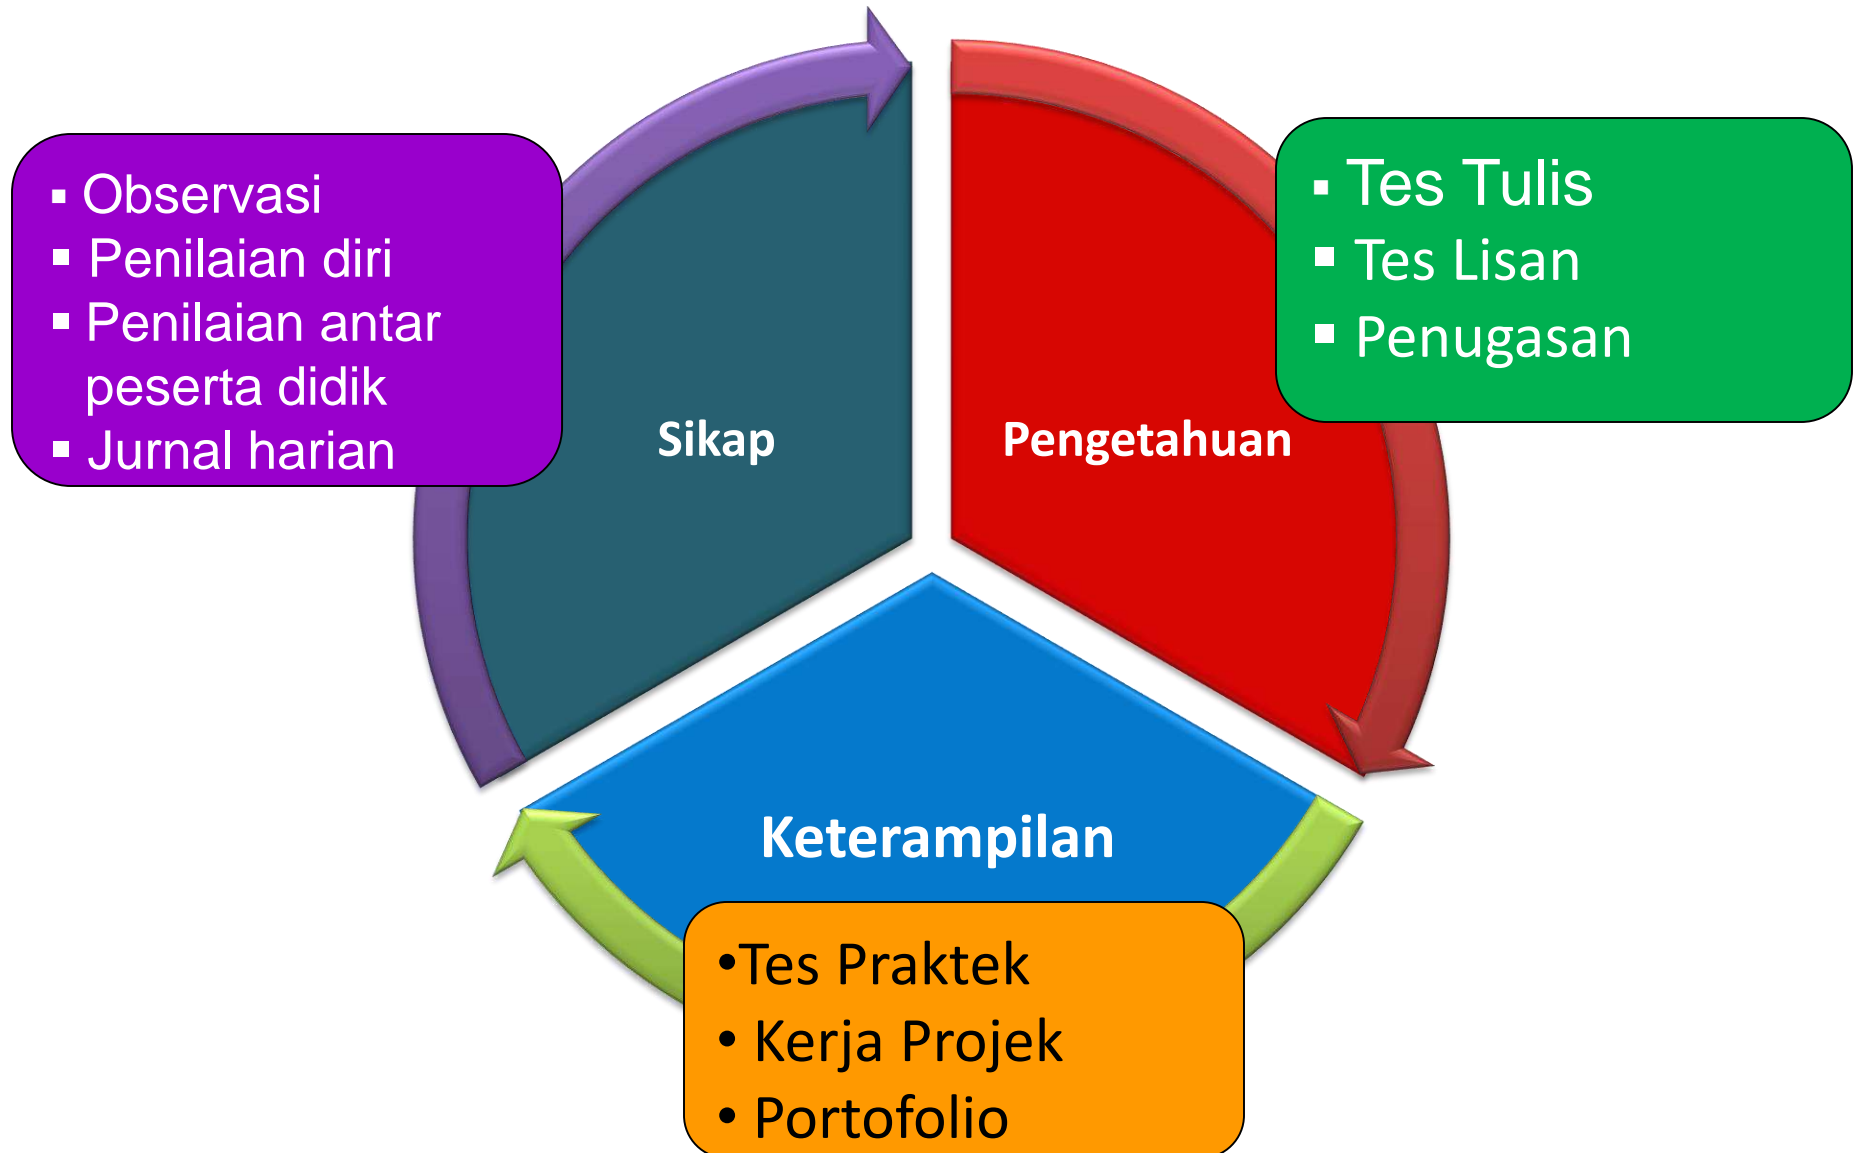 ▪ Observasi
▪ Penilaian diri
▪ Penilaian antar
peserta didik
▪ Jurnal harian
Sikap
Pengetahuan
▪ Tes Tulis
▪ Tes Lisan
▪ Penugasan
Keterampilan
•Tes Praktek
• Kerja Projek
• Portofolio